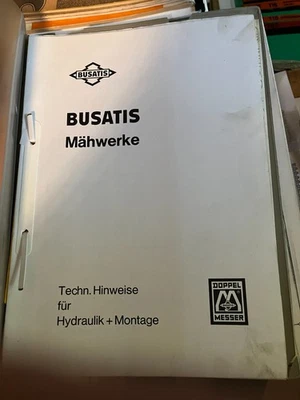 BUSATIS
BUSATIS
Mähwerke
Techn. Hinweise
für
Hydraulik + Montage
DOPPEL
MESSER